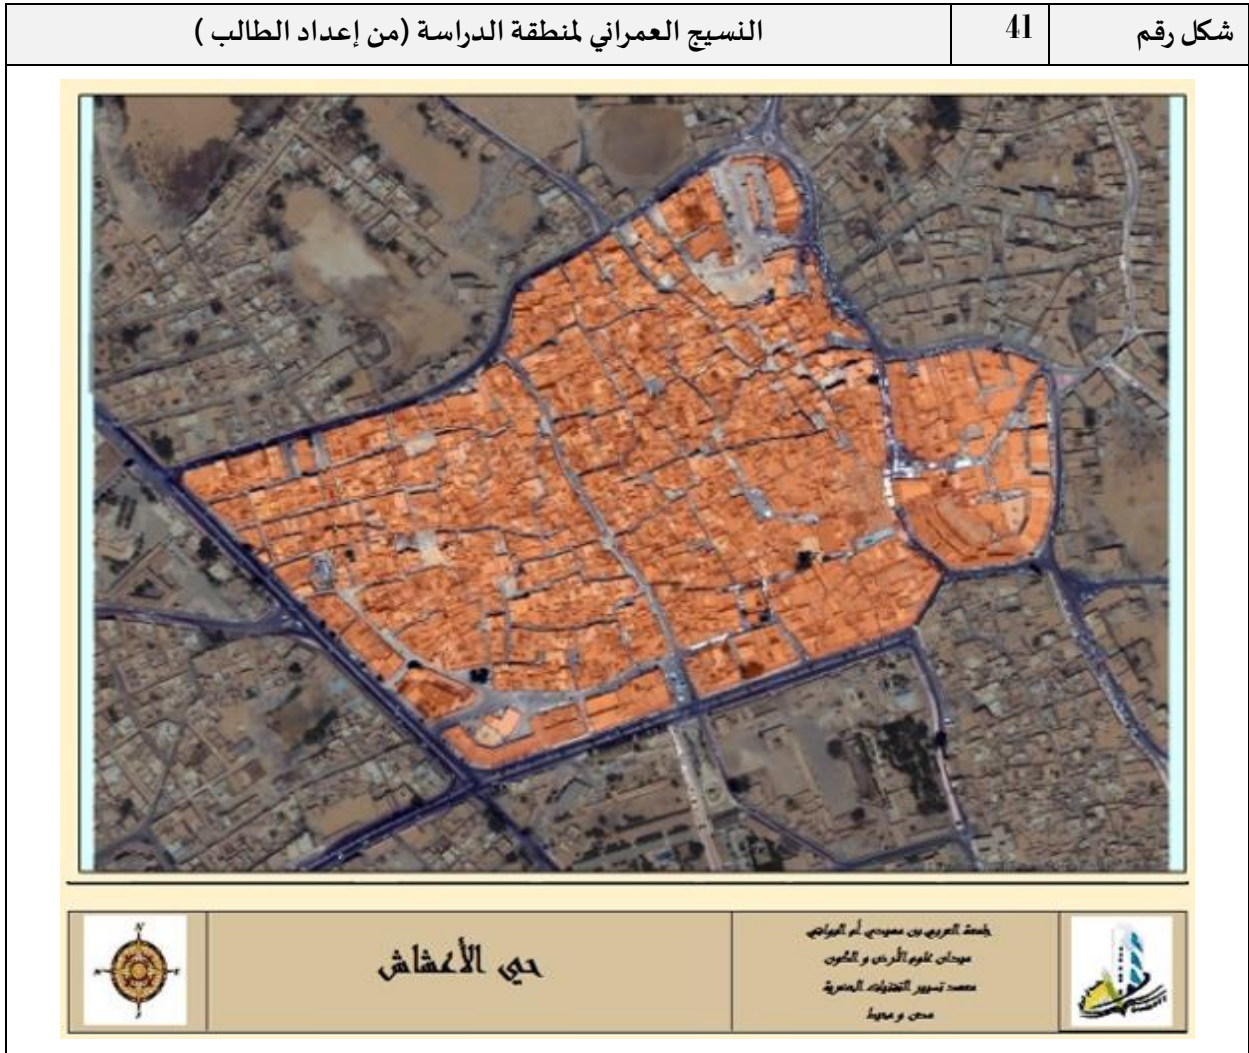 شكل رقم 41 النسيج العمراني لمنطقة الدراسة (من إعداد الطالب )
حي الأعشاش
جامعة العربي بن مهيدي أم البواقي
ميدان علوم الأرض و الكون
معهد تسيير التقنيات الحضرية
مدن و محيط
N